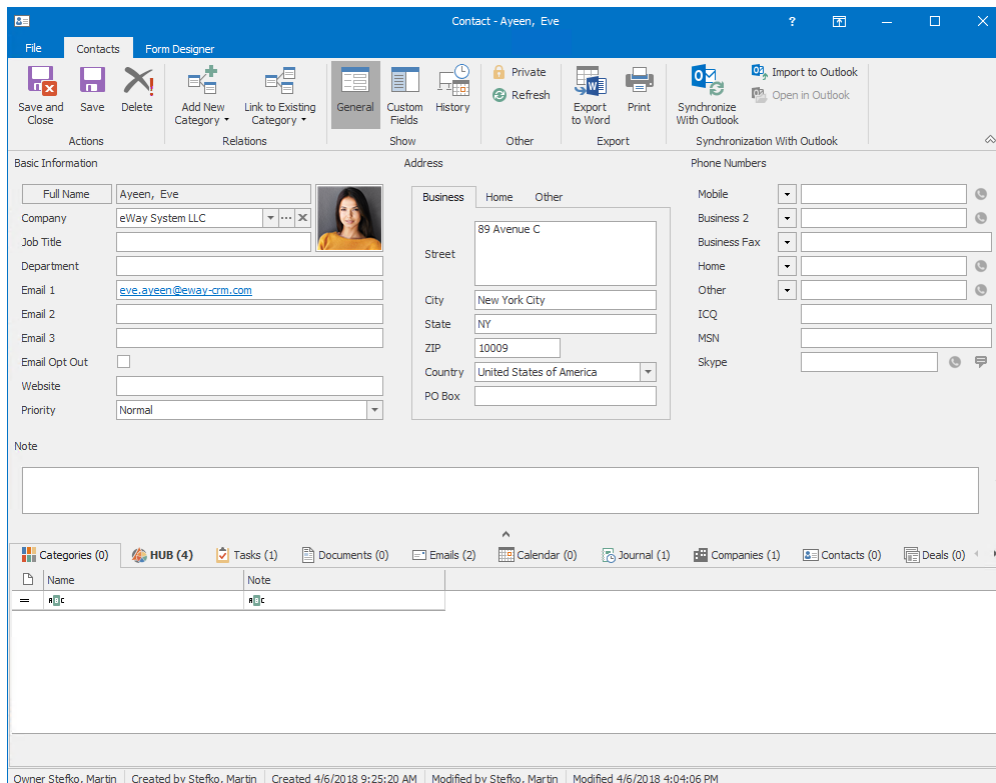 Contact - Ayeen, Eve
?
File Contacts Form Designer
Save and Close Save Delete
Actions
Add New Category Link to Existing Category
Relations
General Custom Fields History
Show
Private
Refresh
Other
Export to Word Print
Export
Synchronize With Outlook Import to Outlook
Open in Outlook
Synchronization With Outlook
Basic Information
Full Name Ayeen, Eve
Company eWay System LLC
Job Title
Department
Email 1 eve.ayeen@eway-crm.com
Email 2
Email 3
Email Opt Out
Website
Priority Normal
Address
Business Home Other
Street 89 Avenue C
City New York City
State NY
ZIP 10009
Country United States of America
PO Box
Phone Numbers
Mobile
Business 2
Business Fax
Home
Other
ICQ
MSN
Skype
Note
Categories (0) HUB (4) Tasks (1) Documents (0) Emails (2) Calendar (0) Journal (1) Companies (1) Contacts (0) Deals (0)
Name Note
= ABC ABC
Owner Stefko, Martin Created by Stefko, Martin Created 4/6/2018 9:25:20 AM Modified by Stefko, Martin Modified 4/6/2018 4:04:06 PM